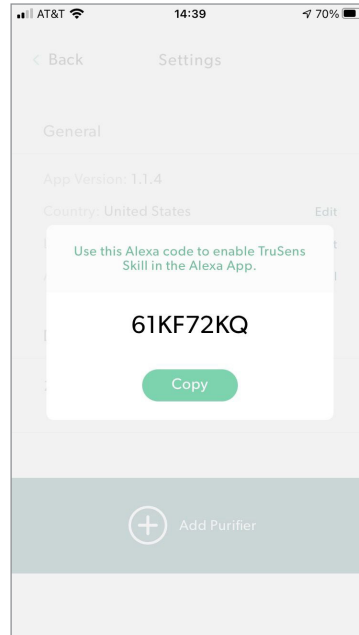 AT&T 14:39 70%
Back Settings
General
App Version: 1.1.4
Country: United States Edit
Use this Alexa code to enable TruSens
Skill in the Alexa App.
61KF72KQ
Copy
Add Purifier